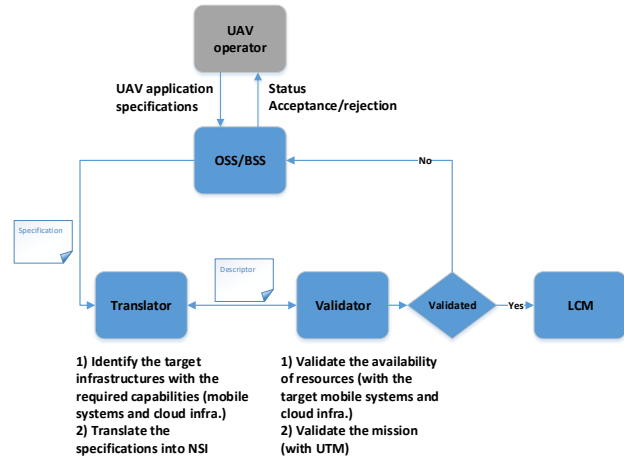 UAV
operator
UAV application
specifications
Status
Acceptance/rejection
OSS/BSS
No
Specification
Descriptor
Translator
Validator
Validated
Yes
LCM
1) Identify the target
infrastructures with the
required capabilities (mobile
systems and cloud infra.)
2) Translate the
specifications into NSI
1) Validate the availability
of resources (with the
target mobile systems and
cloud infra.)
2) Validate the mission
(with UTM)